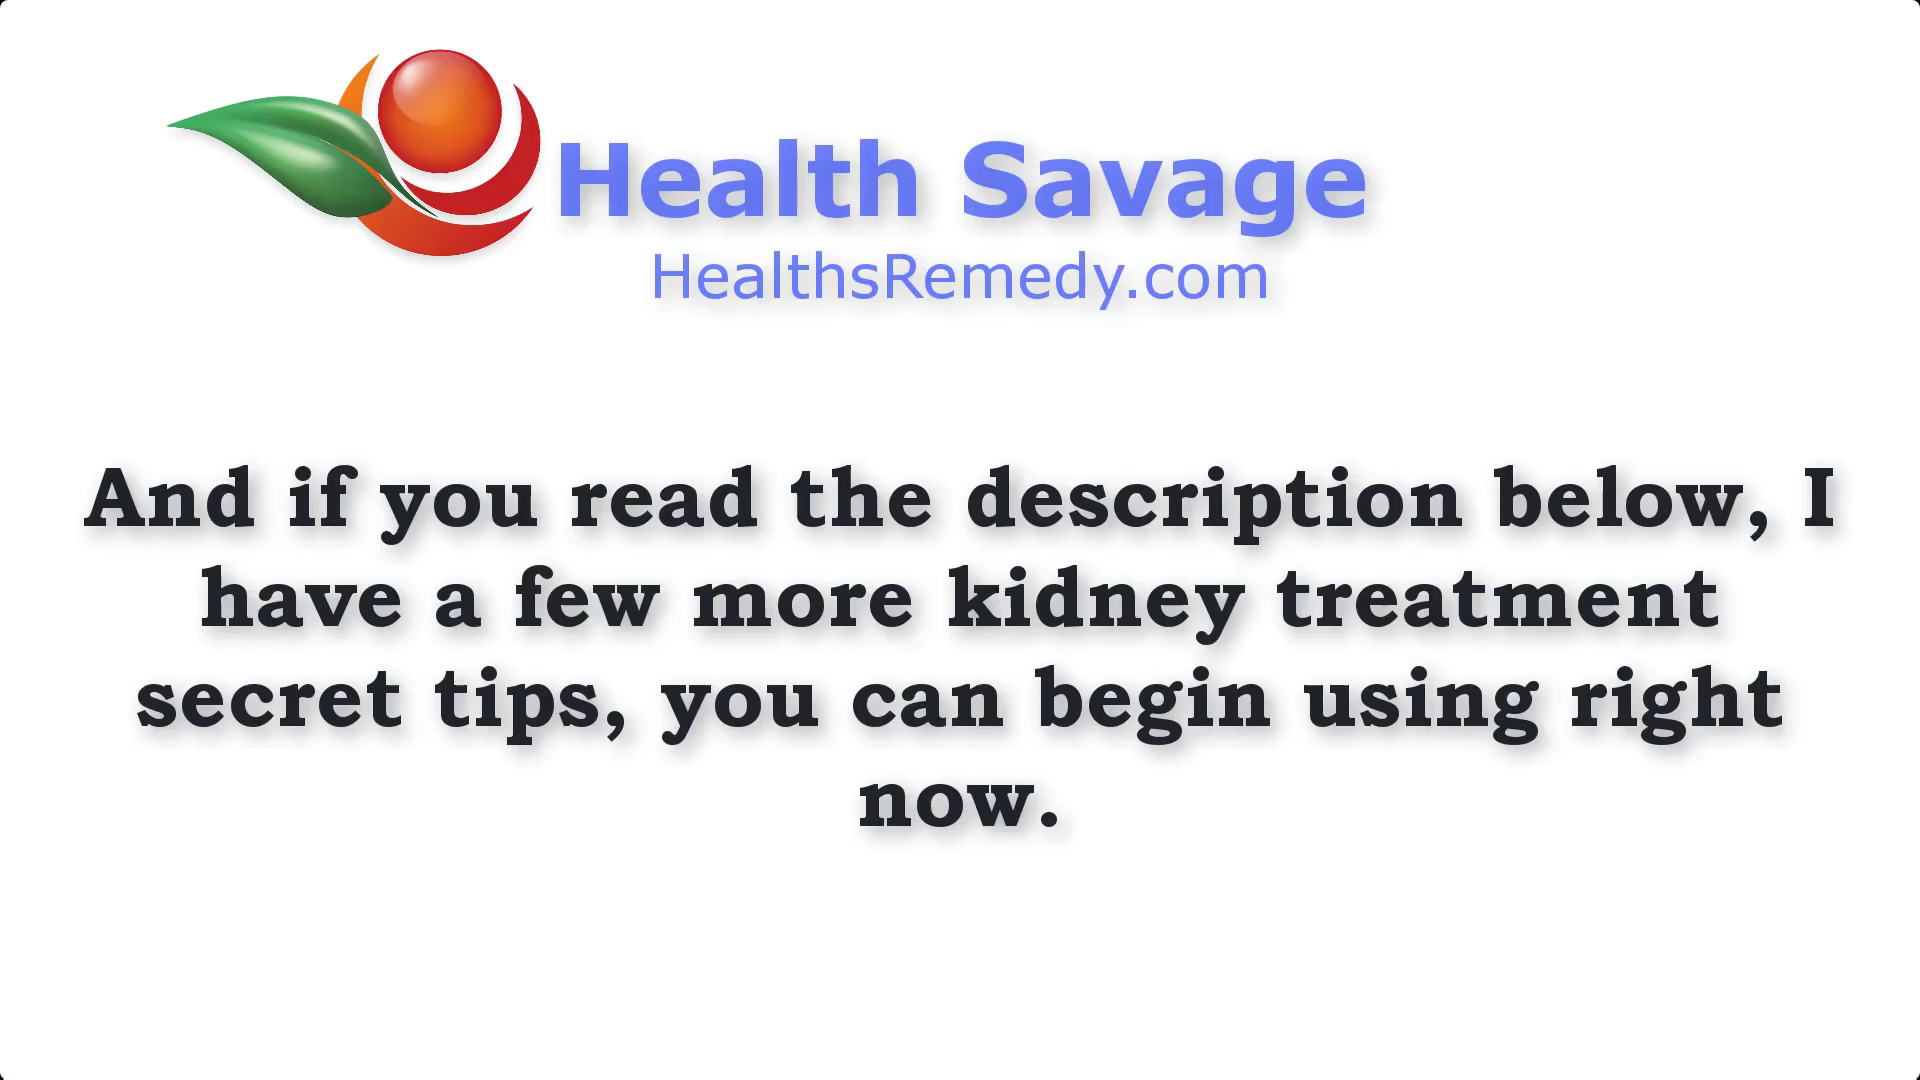 Health Savage
HealthsRemedy.com
And if you read the description below, I
have a few more kidney treatment
secret tips, you can begin using right
now.